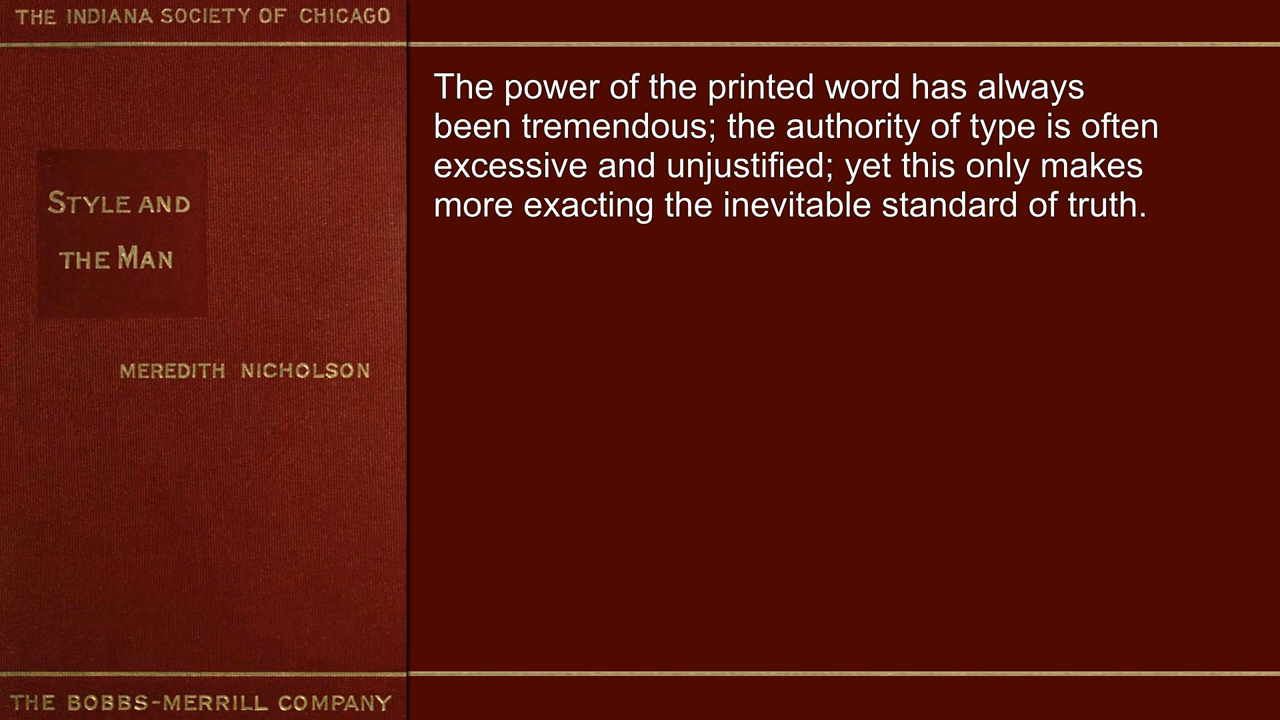 THE INDIANA SOCIETY OF CHICAGO
STYLE AND
THE MAN
MEREDITH NICHOLSON
THE BOBBS-MERRILL COMPANY
The power of the printed word has always
been tremendous; the authority of type is often
excessive and unjustified; yet this only makes
more exacting the inevitable standard of truth.